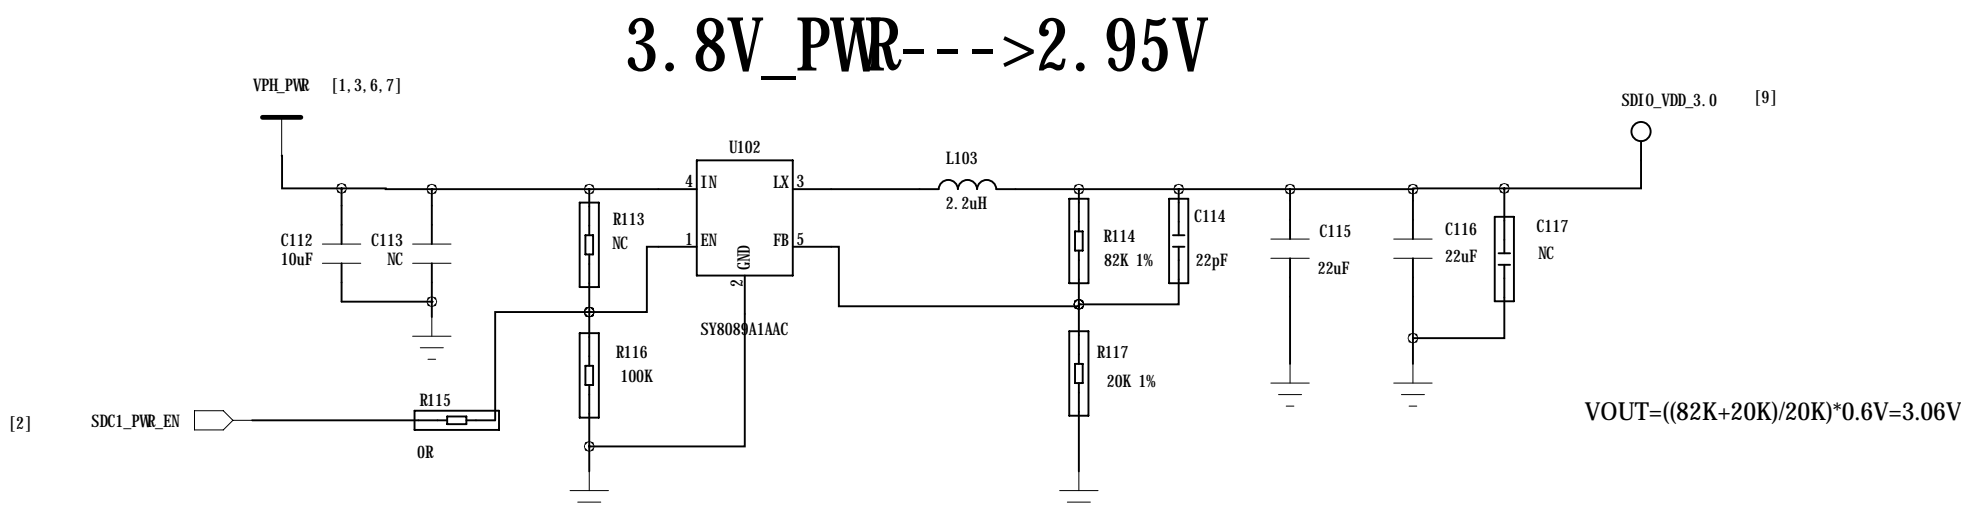 3.8V_PWR--->2.95V
VPH_PWR [1,3,6,7]
SDIO_VDD_3.0 [9]
U102
L103
4 IN LX 3
2.2uH
R113
NC
C114
C112
10uF
C113
NC
1 EN FB 5
GND
2
R114
82K 1%
22pF
C115
22uF
C116
22uF
C117
NC
SY8089A1AAC
R116
100K
R117
20K 1%
R115
[2] SDC1_PWR_EN
0R
VOUT=((82K+20K)/20K)*0.6V=3.06V